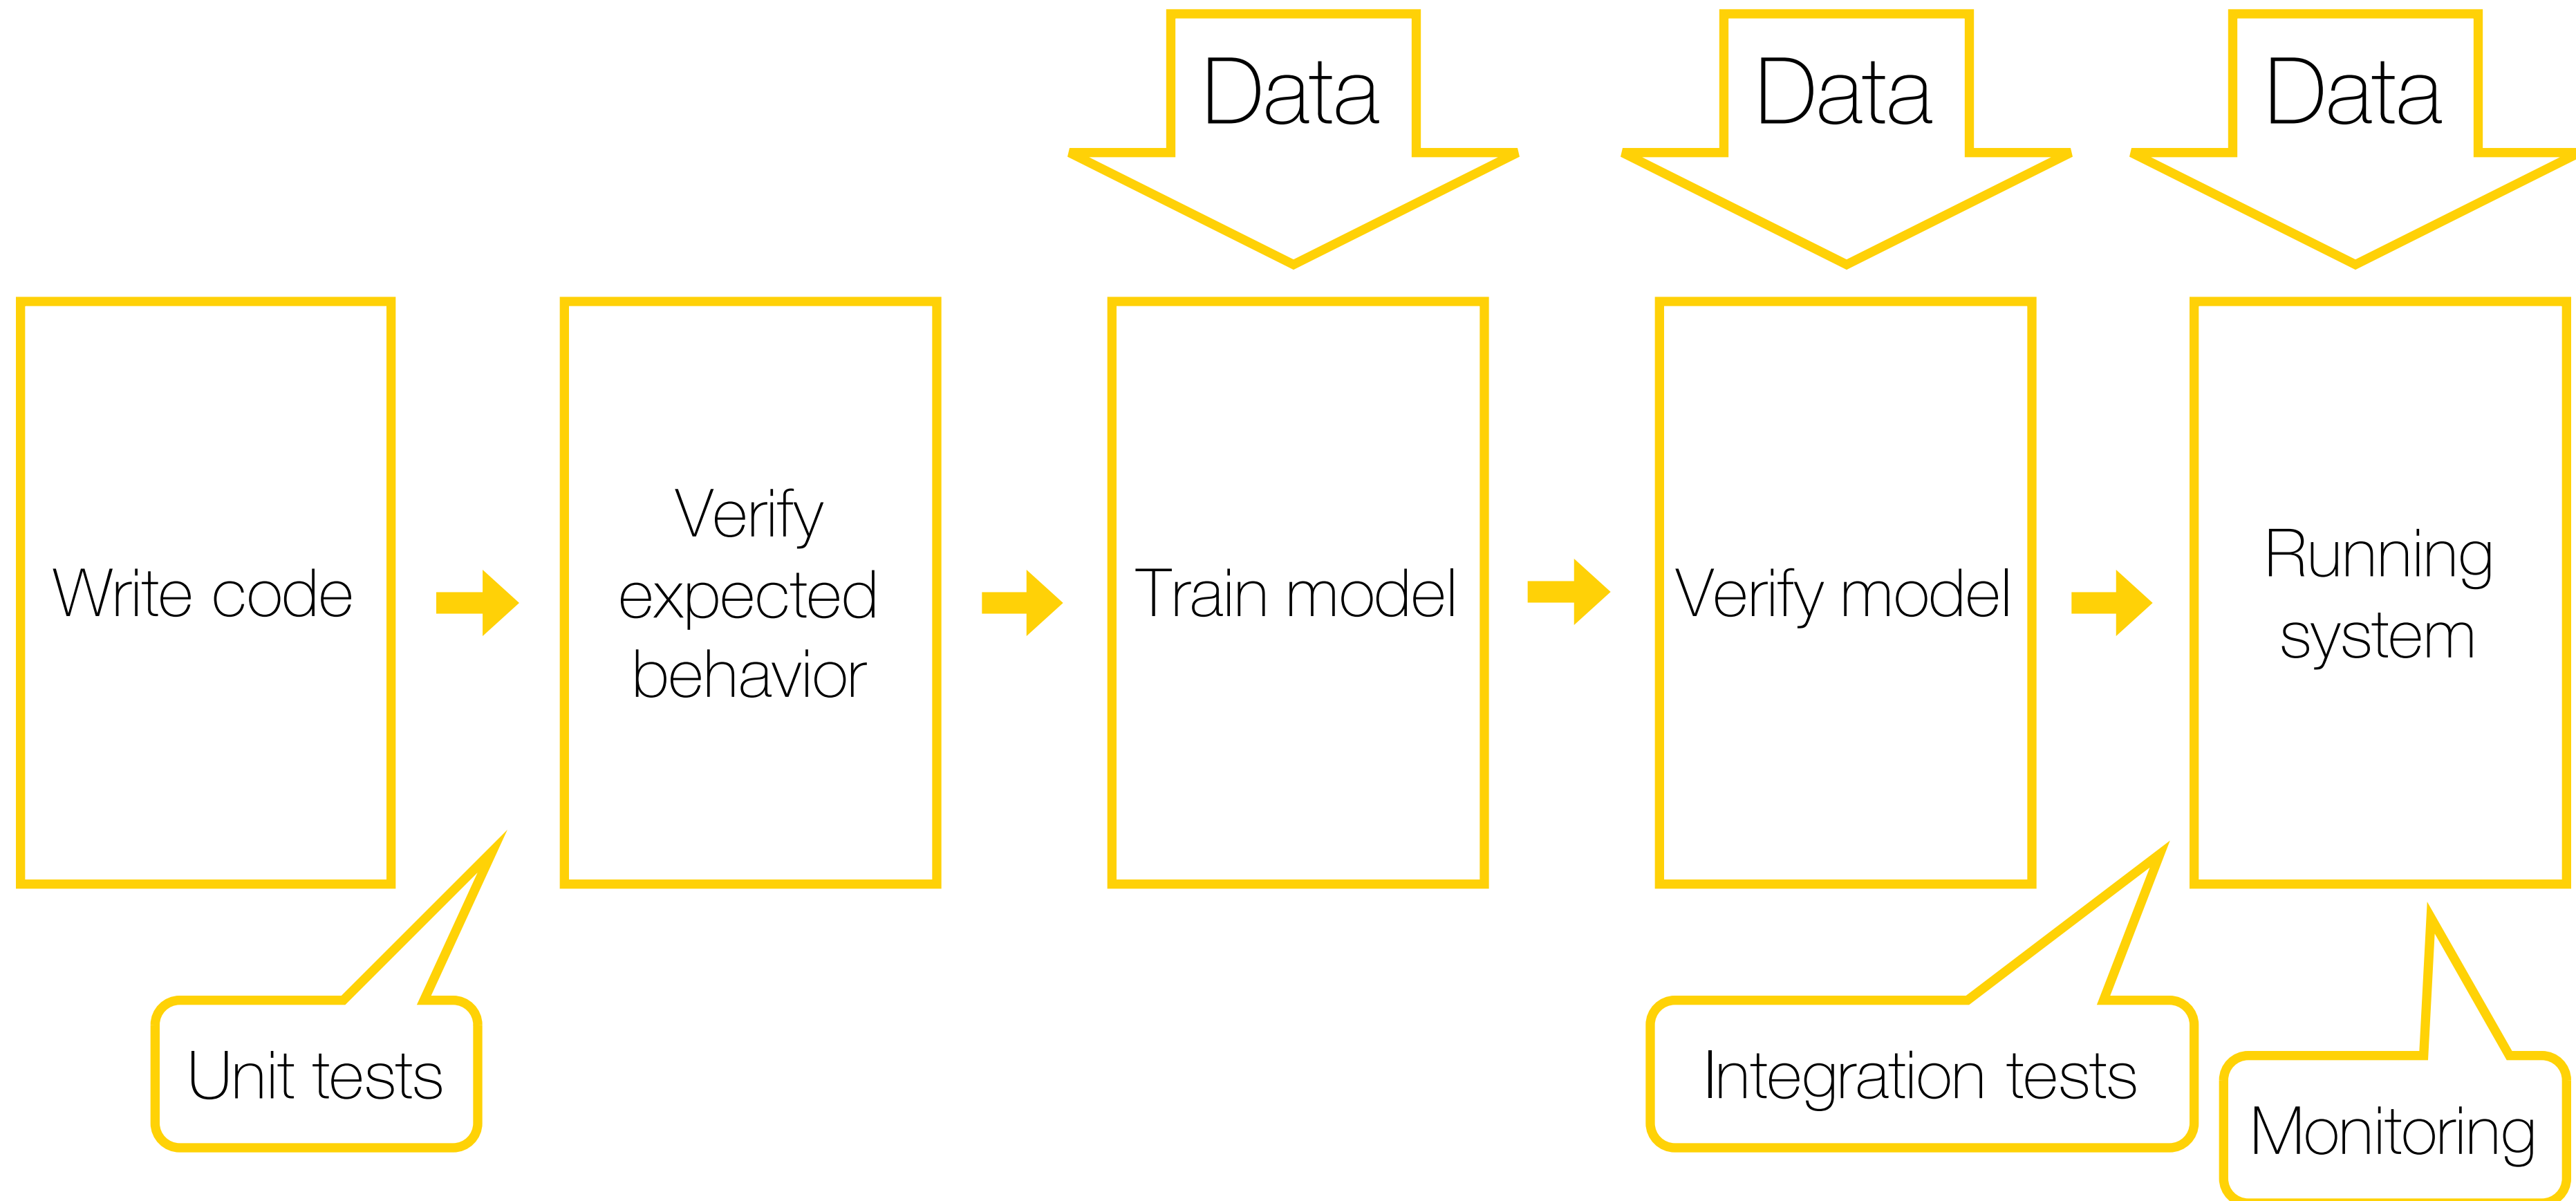 Data
Data
Data
Write code
Verify
expected
behavior
Train model
Verify model
Running
system
Unit tests
Integration tests
Monitoring